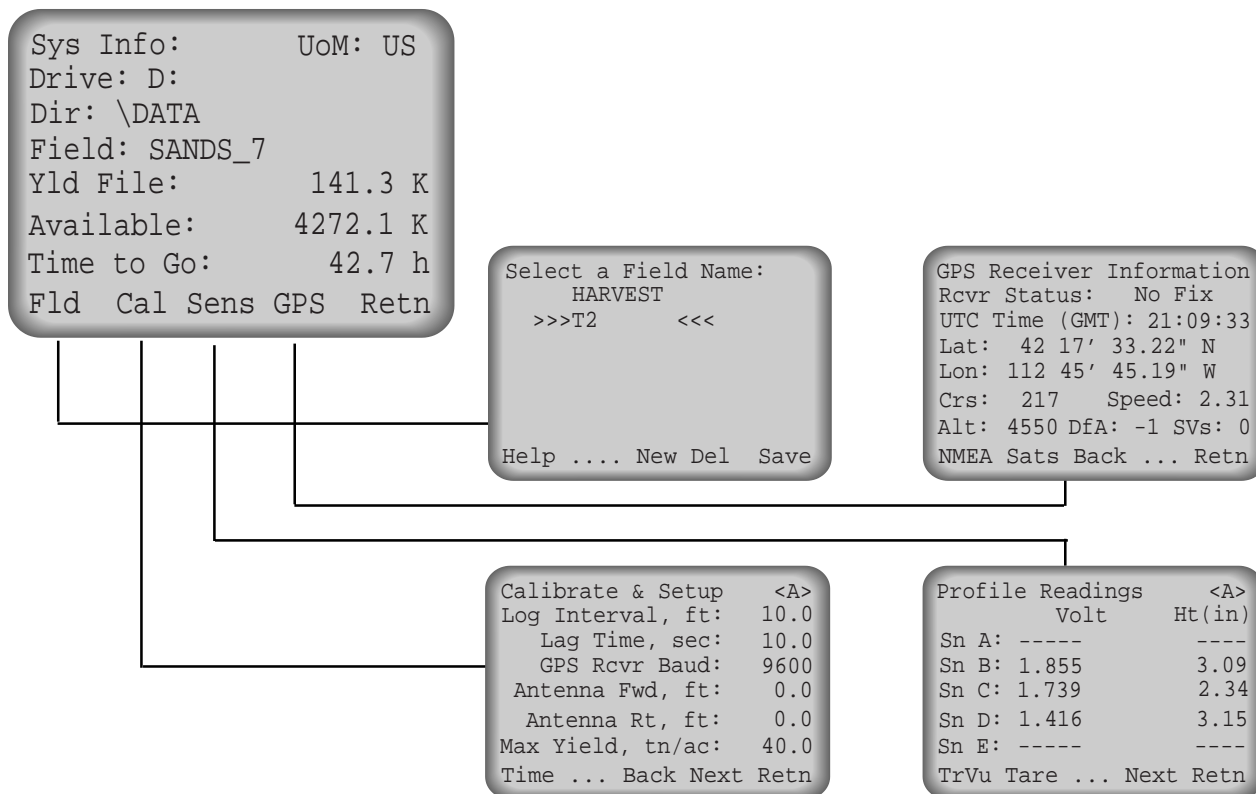 Sys Info: UoM: US
Drive: D:
Dir: \DATA
Field: SANDS_7
Yld File: 141.3 K
Available: 4272.1 K
Time to Go: 42.7 h
Fld Cal Sens GPS Retn
Select a Field Name:
HARVEST
>>>T2 <<<
Help .... New Del Save
GPS Receiver Information
Rcvr Status: No Fix
UTC Time (GMT): 21:09:33
Lat: 42 17′ 33.22" N
Lon: 112 45′ 45.19" W
Crs: 217 Speed: 2.31
Alt: 4550 DfA: -1 SVs: 0
NMEA Sats Back ... Retn
Calibrate & Setup <A>
Log Interval, ft: 10.0
Lag Time, sec: 10.0
GPS Rcvr Baud: 9600
Antenna Fwd, ft: 0.0
Antenna Rt, ft: 0.0
Max Yield, tn/ac: 40.0
Time ... Back Next Retn
Profile Readings <A>
Volt Ht(in)
Sn A: ----- ----
Sn B: 1.855 3.09
Sn C: 1.739 2.34
Sn D: 1.416 3.15
Sn E: ----- ----
TrVu Tare ... Next Retn